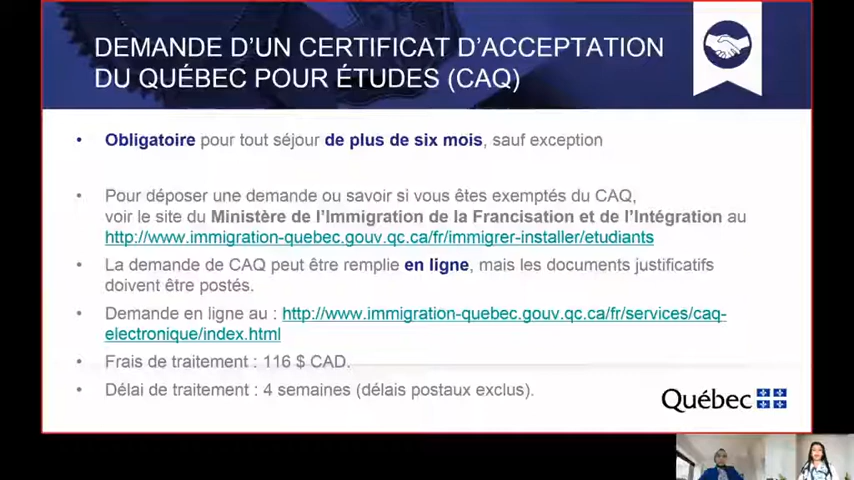 DEMANDE D'UN CERTIFICAT D'ACCEPTATION
DU QUÉBEC POUR ÉTUDES (CAQ)
• Obligatoire pour tout séjour de plus de six mois, sauf exception
• Pour déposer une demande ou savoir si vous êtes exemptés du CAQ,
voir le site du Ministère de l'Immigration de la Francisation et de l'Intégration au
http://www.immigration-quebec.gouv.qc.ca/fr/immigrer-installer/etudiants
• La demande de CAQ peut être remplie en ligne, mais les documents justificatifs
doivent être postés.
• Demande en ligne au : http://www.immigration-quebec.gouv.qc.ca/fr/services/caq-
electronique/index.html
• Frais de traitement : 116 $ CAD.
• Délai de traitement : 4 semaines (délais postaux exclus).
Québec